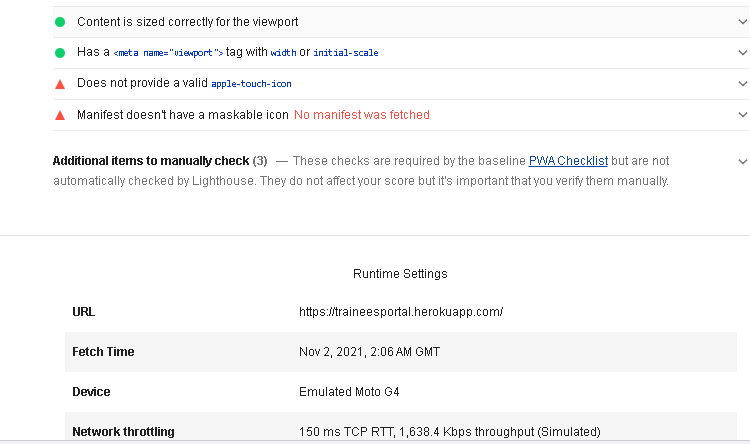 Content is sized correctly for the viewport
Has a <meta name="viewport"> tag with width or initial-scale
Does not provide a valid apple-touch-icon
Manifest doesn't have a maskable icon No manifest was fetched
Additional items to manually check (3) — These checks are required by the baseline PWA Checklist but are not
automatically checked by Lighthouse. They do not affect your score but it's important that you verify them manually.
Runtime Settings
URL https://traineesportal.herokuapp.com/
Fetch Time Nov 2, 2021, 2:06 AM GMT
Device Emulated Moto G4
Network throttling 150 ms TCP RTT, 1,638.4 Kbps throughput (Simulated)